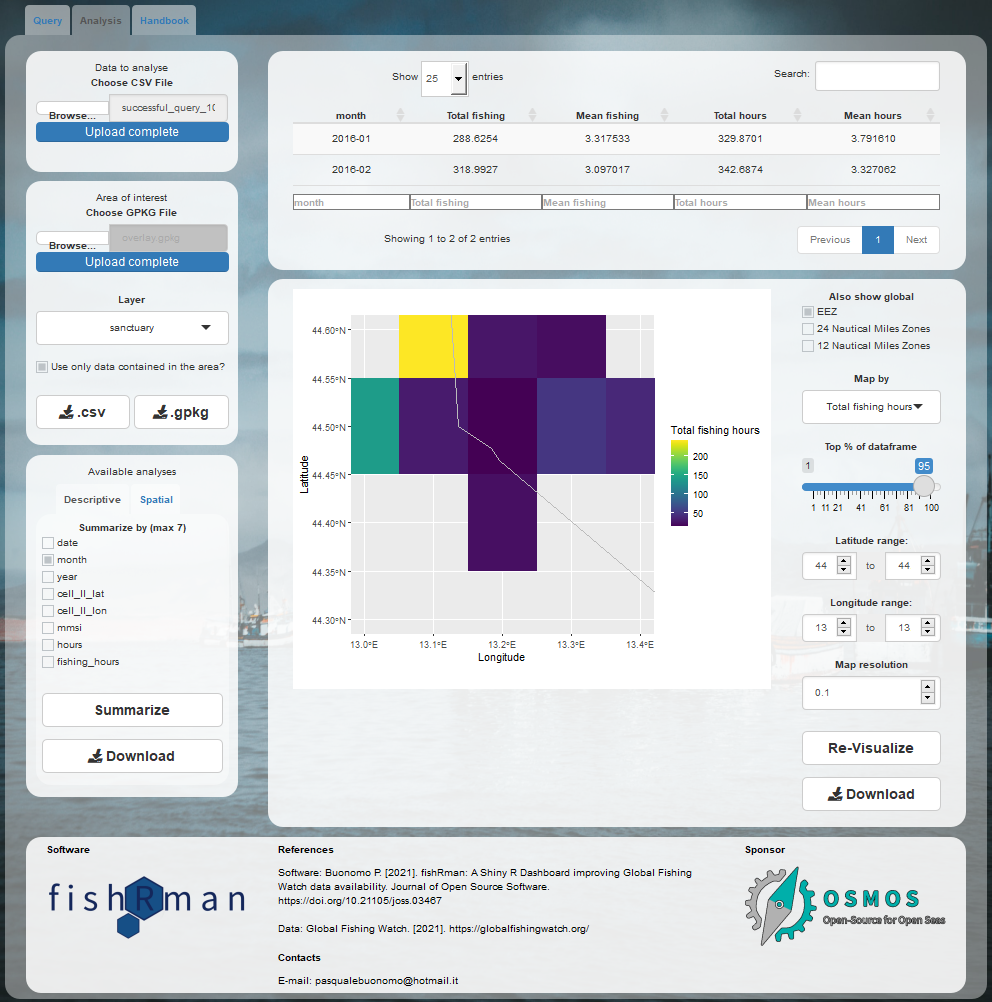 Query Analysis Handbook
Data to analyse
Choose CSV File
Browse... successful_query_10
Upload complete
Area of interest
Choose GPKG File
Browse... overlay.gpkg
Upload complete
Layer
sanctuary
Use only data contained in the area?
.csv .gpkg
Available analyses
Descriptive Spatial
Summarize by (max 7)
date
month
year
cell_ll_lat
cell_ll_lon
mmsi
hours
fishing_hours
Summarize
Download
Show 25 entries Search:
month Total fishing Mean fishing Total hours Mean hours
2016-01 288.6254 3.317533 329.8701 3.791610
2016-02 318.9927 3.097017 342.6874 3.327062
month Total fishing Mean fishing Total hours Mean hours
Showing 1 to 2 of 2 entries Previous 1 Next
44.60°N
44.55°N
44.50°N
44.45°N
44.40°N
44.35°N
44.30°N
Latitude
13.0°E 13.1°E 13.2°E 13.3°E 13.4°E
Longitude
Total fishing hours
200
150
100
50
Also show global
EEZ
24 Nautical Miles Zones
12 Nautical Miles Zones
Map by
Total fishing hours
Top % of dataframe
1 95
1 11 21 41 61 81 100
Latitude range:
44 to 44
Longitude range:
13 to 13
Map resolution
0.1
Re-Visualize
Download
Software
fishRman
References
Software: Buonomo P. [2021]. fishRman: A Shiny R Dashboard improving Global Fishing
Watch data availability. Journal of Open Source Software.
https://doi.org/10.21105/joss.03467
Data: Global Fishing Watch. [2021]. https://globalfishingwatch.org/
Contacts
E-mail: pasqualebuonomo@hotmail.it
Sponsor
OSMOS
Open-Source for Open Seas